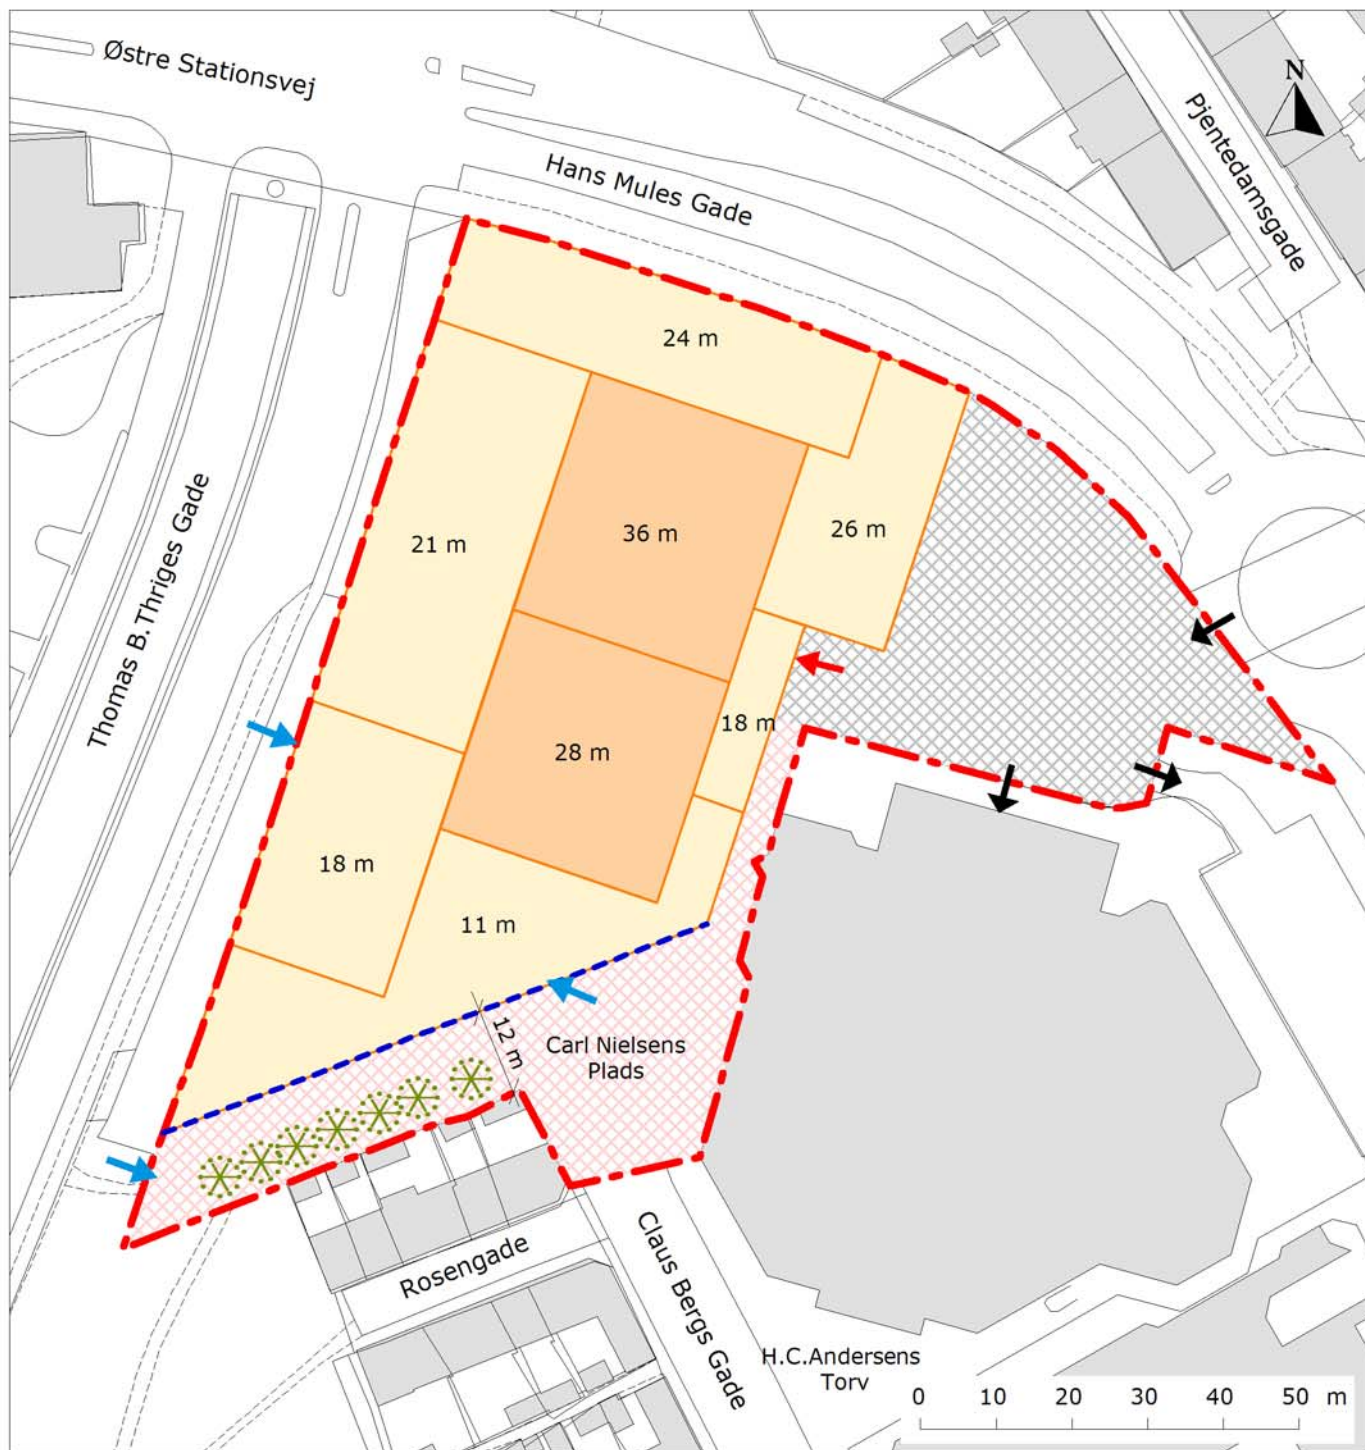 Østre Stationsvej
N
Pjentedamsgade
Hans Mules Gade
24 m
36 m
26 m
21 m
Thomas B.Thriges Gade
18 m
28 m
18 m
11 m
12 m
Carl Nielsens
Plads
Rosengade
Claus Bergs Gade
H.C.Andersens
Torv
0 10 20 30 40 50 m